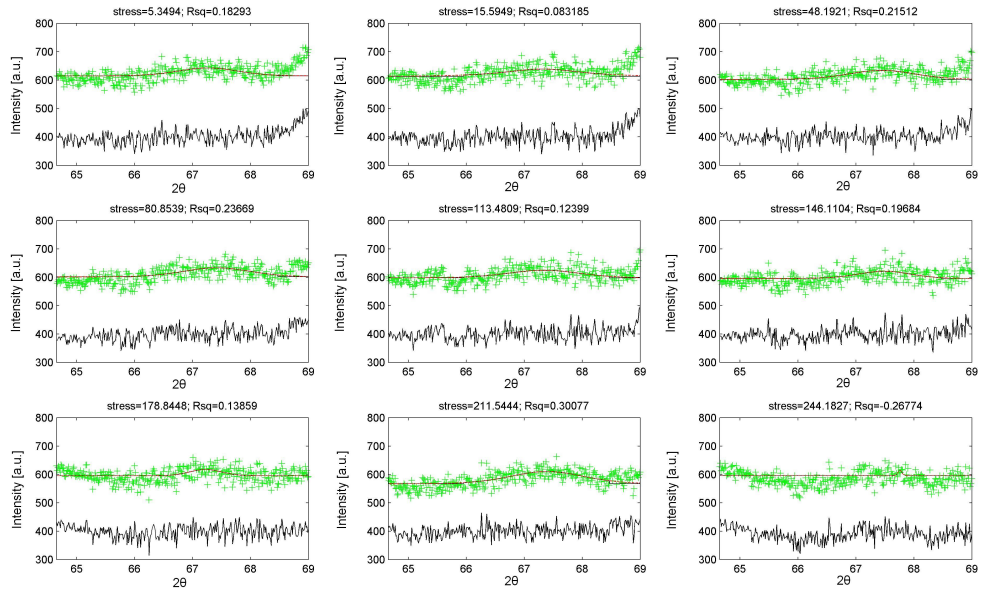 stress=5.3494; Rsq=0.18293
stress=15.5949; Rsq=0.083185
stress=48.1921; Rsq=0.21512
800
700
600
500
400
300
Intensity [a.u.]
65 66 67 68 69
2θ
800
700
600
500
400
300
Intensity [a.u.]
65 66 67 68 69
2θ
800
700
600
500
400
300
Intensity [a.u.]
65 66 67 68 69
2θ
stress=80.8539; Rsq=0.23669
stress=113.4809; Rsq=0.12399
stress=146.1104; Rsq=0.19684
800
700
600
500
400
300
Intensity [a.u.]
65 66 67 68 69
2θ
800
700
600
500
400
300
Intensity [a.u.]
65 66 67 68 69
2θ
800
700
600
500
400
300
Intensity [a.u.]
65 66 67 68 69
2θ
stress=178.8448; Rsq=0.13859
stress=211.5444; Rsq=0.30077
stress=244.1827; Rsq=-0.26774
800
700
600
500
400
300
Intensity [a.u.]
65 66 67 68 69
2θ
800
700
600
500
400
300
Intensity [a.u.]
65 66 67 68 69
2θ
800
700
600
500
400
300
Intensity [a.u.]
65 66 67 68 69
2θ